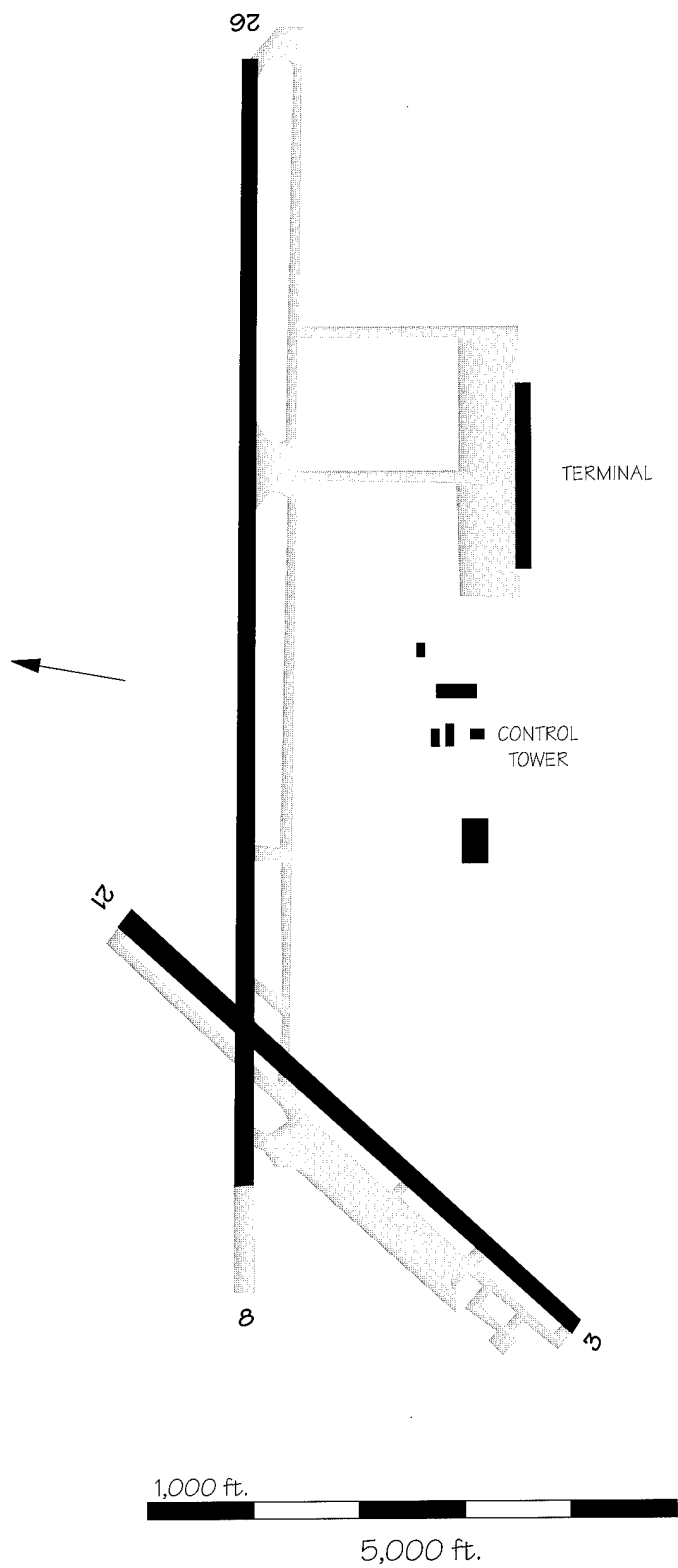 26
TERMINAL
CONTROL
TOWER
21
8
3
1,000 ft.
5,000 ft.